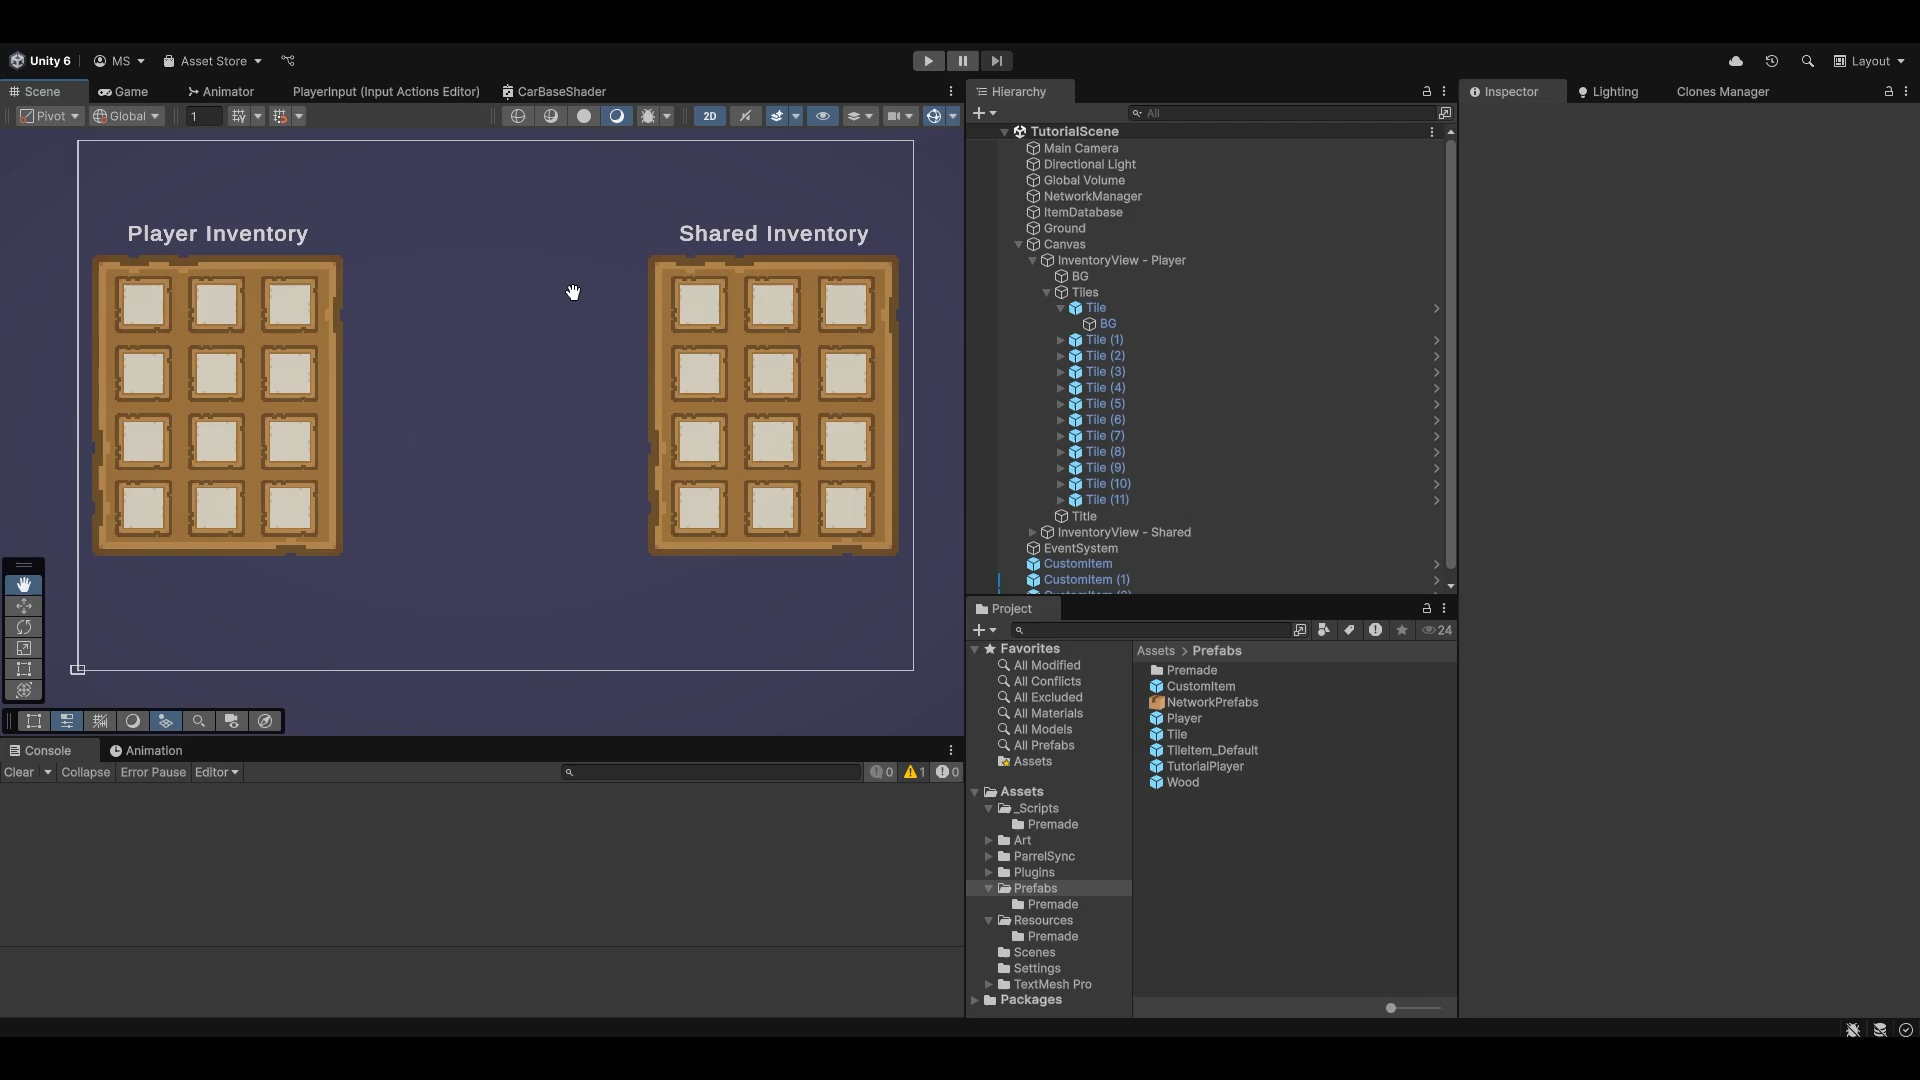 Unity 6
MS
Asset Store
Layout
Scene
Game
Animator
PlayerInput (Input Actions Editor)
CarBaseShader
Pivot
Global
1
2D
Player Inventory
Shared Inventory
Hierarchy
All
TutorialScene
Main Camera
Directional Light
Global Volume
NetworkManager
ItemDatabase
Ground
Canvas
InventoryView - Player
BG
Tiles
Tile
BG
Tile (1)
Tile (2)
Tile (3)
Tile (4)
Tile (5)
Tile (6)
Tile (7)
Tile (8)
Tile (9)
Tile (10)
Tile (11)
Title
InventoryView - Shared
EventSystem
CustomItem
CustomItem (1)
Inspector
Lighting
Clones Manager
Console
Animation
Clear
Collapse
Error Pause
Editor
0
1
0
Project
24
Favorites
All Modified
All Conflicts
All Excluded
All Materials
All Models
All Prefabs
Assets
Assets
_Scripts
Premade
Art
ParrelSync
Plugins
Prefabs
Premade
Resources
Premade
Scenes
Settings
TextMesh Pro
Packages
Assets > Prefabs
Premade
CustomItem
NetworkPrefabs
Player
Tile
TileItem_Default
TutorialPlayer
Wood